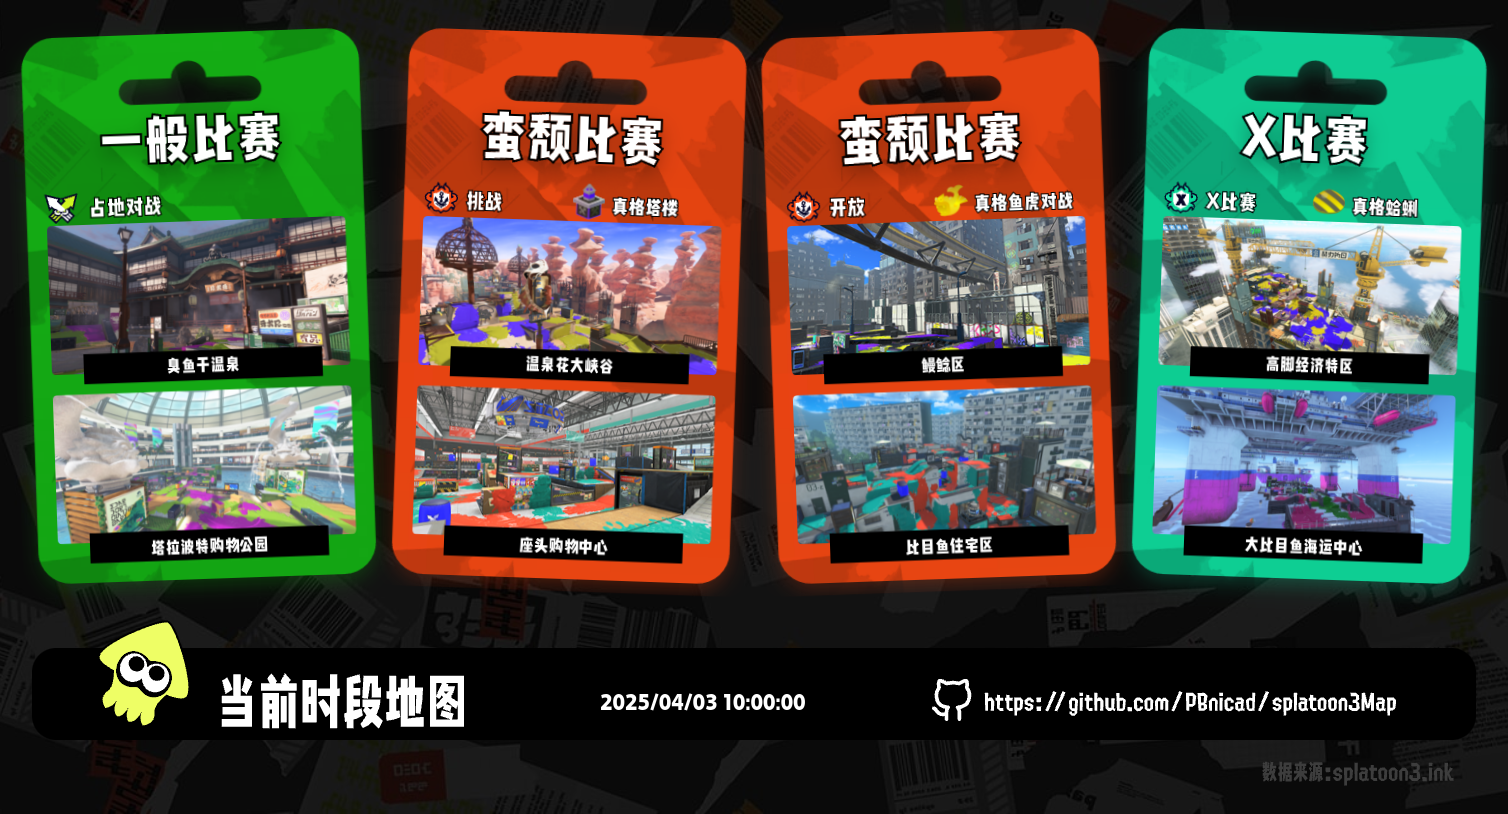 一般比赛
占地对战
臭鱼干温泉
塔拉波特购物公园
蛮颓比赛
挑战
真格塔楼
温泉花大峡谷
座头购物中心
蛮颓比赛
开放
真格鱼虎对战
鳗鲶区
比目鱼住宅区
X比赛
X比赛
真格蛤蜊
高脚经济特区
大比目鱼海运中心
当前时段地图
2025/04/03 10:00:00
https://github.com/PBnicad/splatoon3Map
数据来源:splatoon3.ink